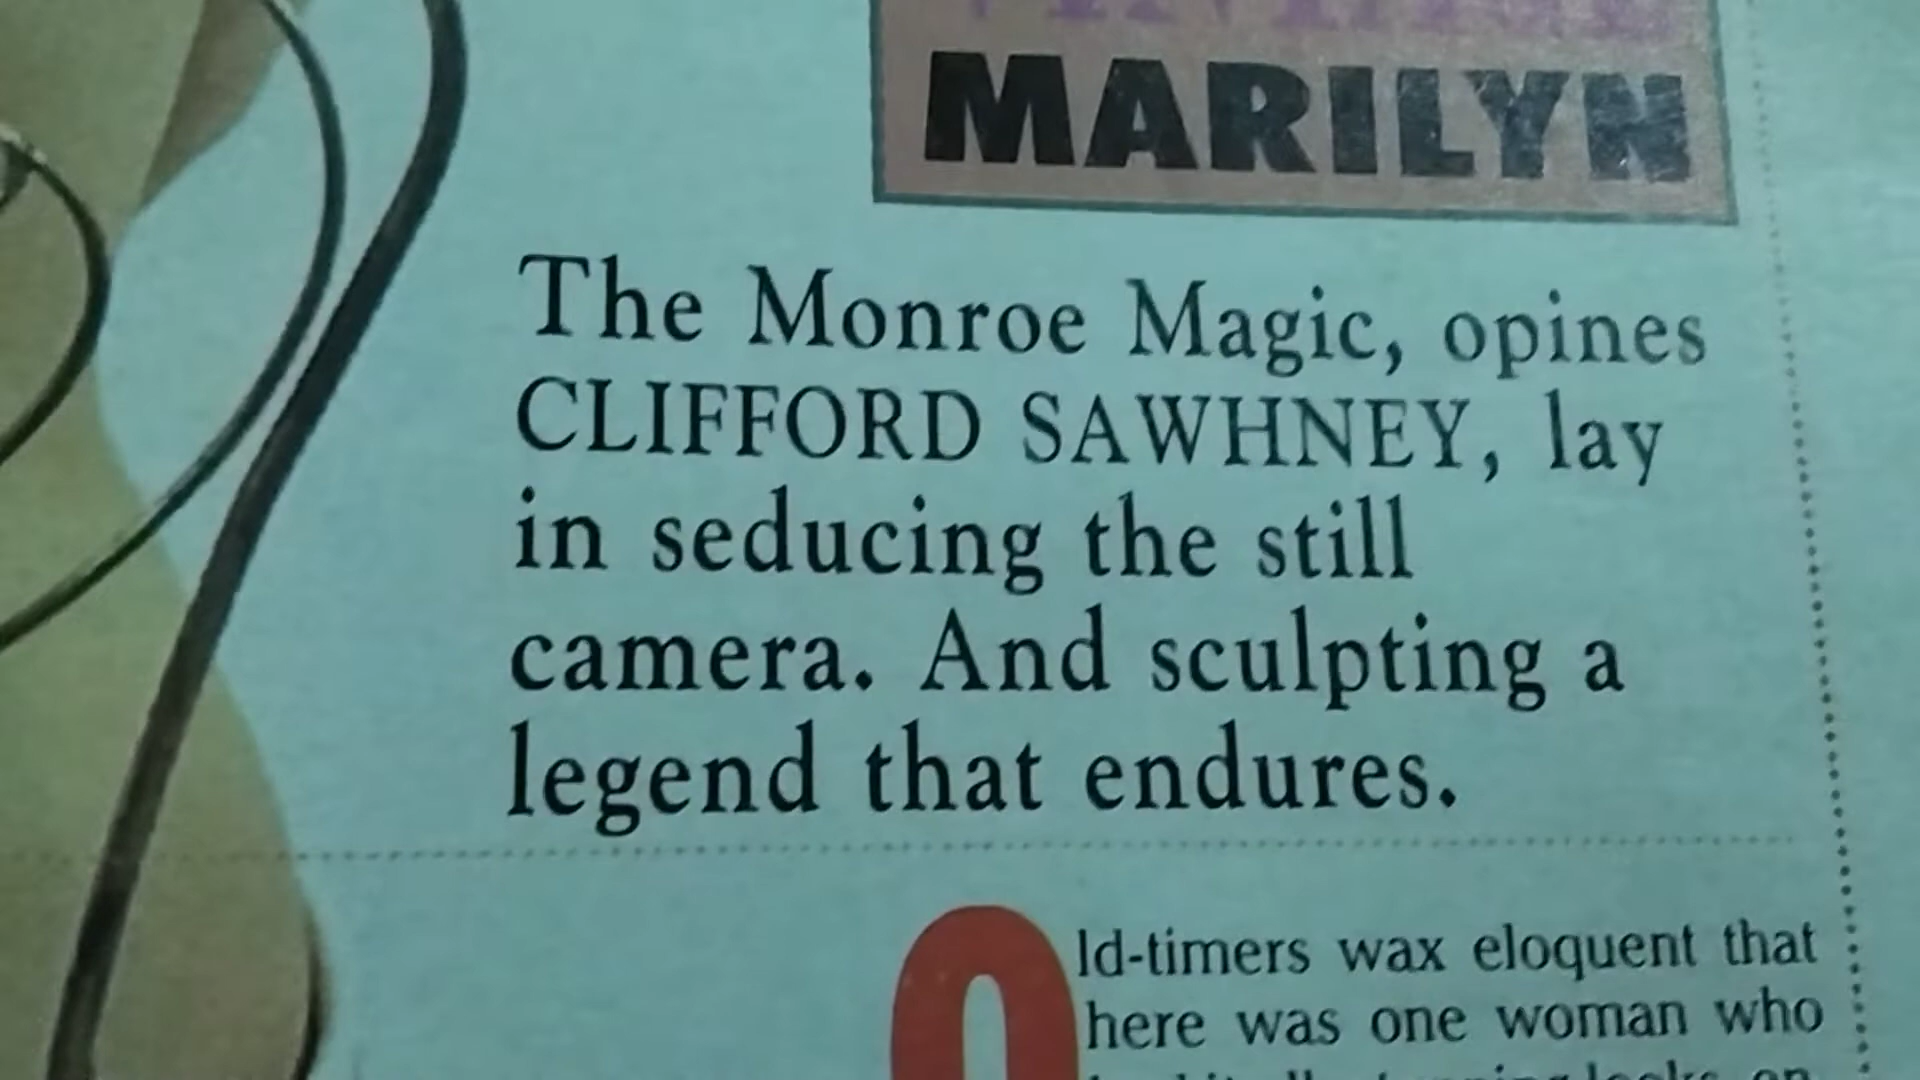 MARILYN
The Monroe Magic, opines
CLIFFORD SAWHNEY, lay
in seducing the still
camera. And sculpting a
legend that endures.
Old-timers wax eloquent that
here was one woman who